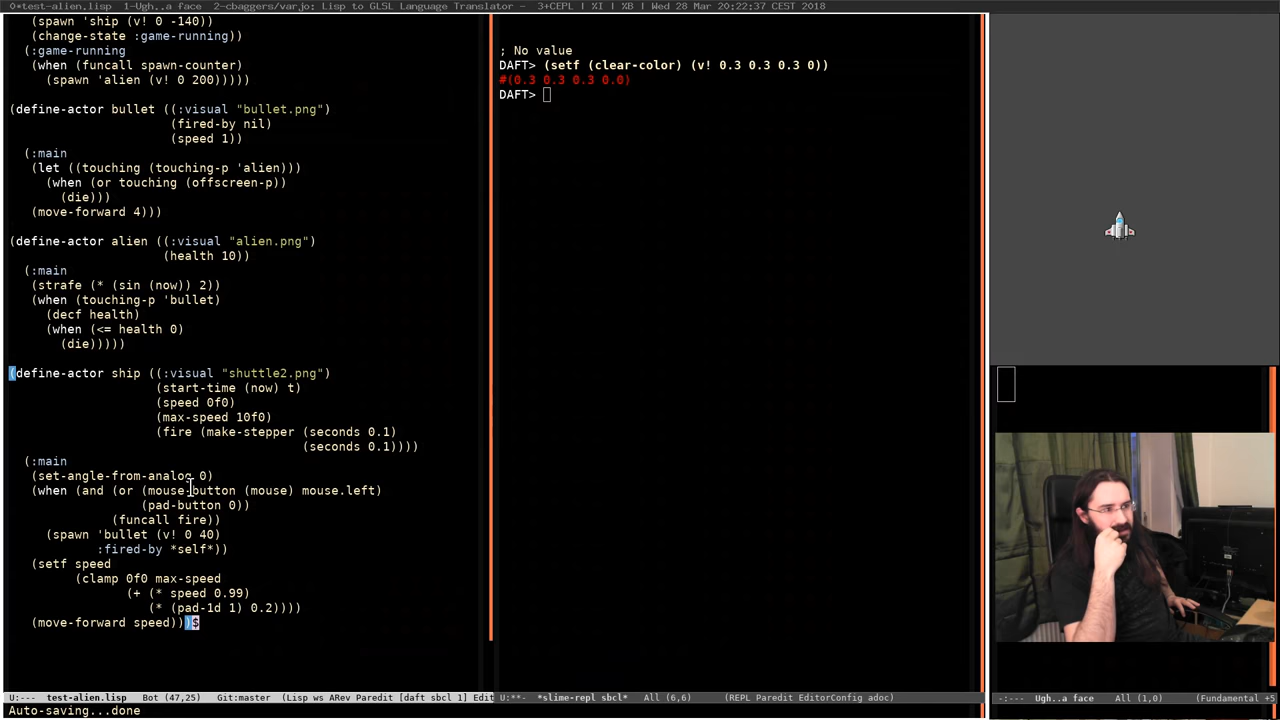 0*test-alien.lisp  1-Ugh..a face  2-cbaggers/varjo: Lisp to GLSL Language Translator -  3+CEPL | XI | XB | Wed 28 Mar 20:22:37 CEST 2018
(spawn 'ship (v! 0 -140))
(change-state :game-running))
(:game-running
(when (funcall spawn-counter)
(spawn 'alien (v! 0 200)))))
(define-actor bullet ((:visual "bullet.png")
(fired-by nil)
(speed 1))
(:main
(let ((touching (touching-p 'alien)))
(when (or touching (offscreen-p))
(die)))
(move-forward 4)))
(define-actor alien ((:visual "alien.png")
(health 10))
(:main
(strafe (* (sin (now)) 2))
(when (touching-p 'bullet)
(decf health)
(when (<= health 0)
(die)))))
(define-actor ship ((:visual "shuttle2.png")
(start-time (now) t)
(speed 0f0)
(max-speed 10f0)
(fire (make-stepper (seconds 0.1)
(seconds 0.1))))
(:main
(set-angle-from-analog 0)
(when (and (or (mouse-button (mouse) mouse.left)
(pad-button 0))
(funcall fire))
(spawn 'bullet (v! 0 40)
:fired-by *self*))
(setf speed
(clamp 0f0 max-speed
(+ (* speed 0.99)
(* (pad-1d 1) 0.2))))
(move-forward speed)))$
U:---  test-alien.lisp   Bot (47,25)   Git:master  (Lisp ws ARev Paredit [daft sbcl 1] Edit
Auto-saving...done
; No value
DAFT> (setf (clear-color) (v! 0.3 0.3 0.3 0))
#(0.3 0.3 0.3 0.0)
DAFT>
U:**-  *slime-repl sbcl*   All (6,6)   (REPL Paredit EditorConfig adoc)
-:---  Ugh..a face   All (1,0)   (Fundamental +5